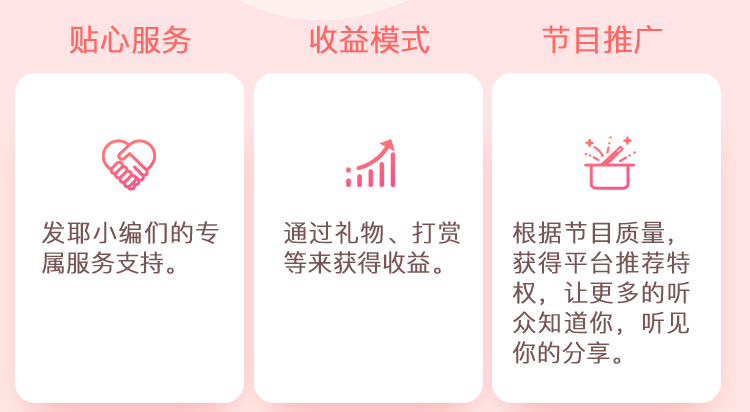 贴心服务
收益模式
节目推广
发耶小编们的专
属服务支持。
通过礼物、打赏
等来获得收益。
根据节目质量，
获得平台推荐特
权，让更多的听
众知道你，听见
你的分享。